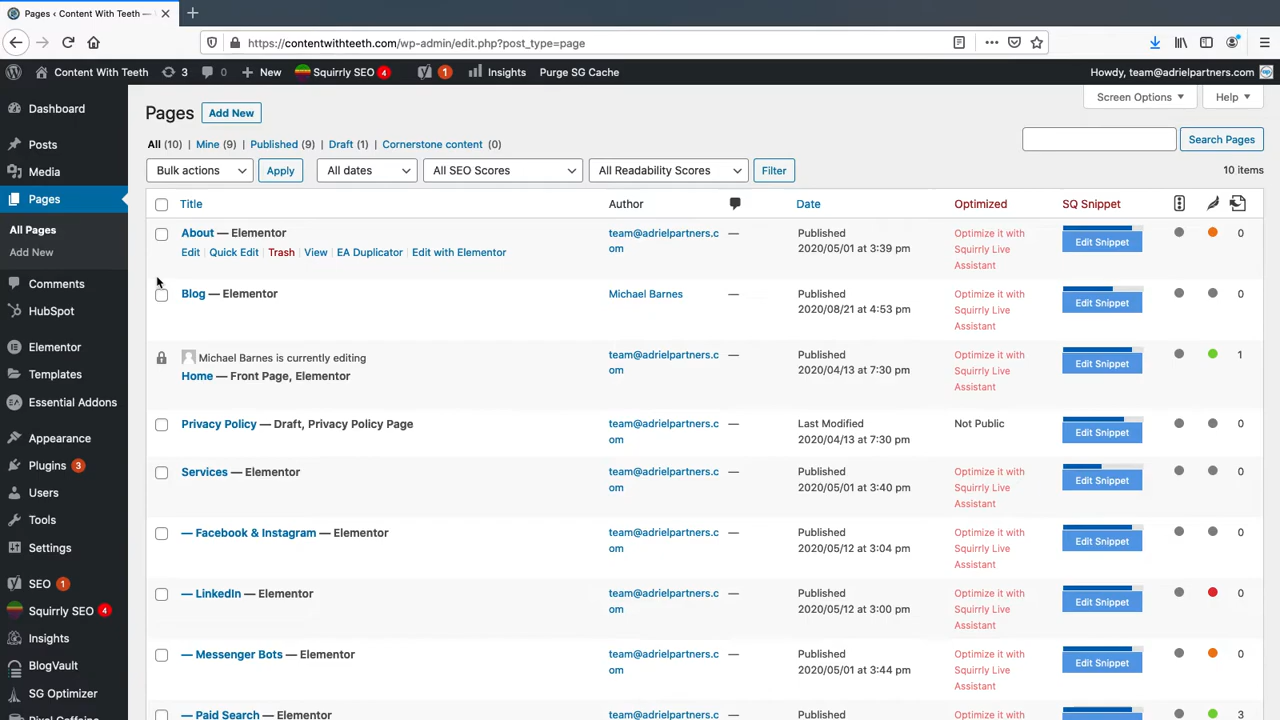 Pages ‹ Content With Teeth —
https://contentwithteeth.com/wp-admin/edit.php?post_type=page
Content With Teeth 3 0 New Squirrly SEO 4 1 Insights Purge SG Cache Howdy, team@adrielpartners.com
Dashboard
Posts
Media
Pages
All Pages
Add New
Comments
HubSpot
Elementor
Templates
Essential Addons
Appearance
Plugins 3
Users
Tools
Settings
SEO 1
Squirrly SEO 4
Insights
BlogVault
SG Optimizer
Pixel Caffeine
Screen Options Help
Pages Add New
All (10) | Mine (9) | Published (9) | Draft (1) | Cornerstone content (0)
Search Pages
Bulk actions Apply All dates All SEO Scores All Readability Scores Filter 10 items
Title Author Date Optimized SQ Snippet
About — Elementor
Edit | Quick Edit | Trash | View | EA Duplicator | Edit with Elementor
team@adrielpartners.c
om
—
Published
2020/05/01 at 3:39 pm
Optimize it with
Squirrly Live
Assistant
Edit Snippet
0
Blog — Elementor
Michael Barnes
—
Published
2020/08/21 at 4:53 pm
Optimize it with
Squirrly Live
Assistant
Edit Snippet
0
Michael Barnes is currently editing
Home — Front Page, Elementor
team@adrielpartners.c
om
—
Published
2020/04/13 at 7:30 pm
Optimize it with
Squirrly Live
Assistant
Edit Snippet
1
Privacy Policy — Draft, Privacy Policy Page
team@adrielpartners.c
om
—
Last Modified
2020/04/13 at 7:30 pm
Not Public
Edit Snippet
0
Services — Elementor
team@adrielpartners.c
om
—
Published
2020/05/01 at 3:40 pm
Optimize it with
Squirrly Live
Assistant
Edit Snippet
0
— Facebook & Instagram — Elementor
team@adrielpartners.c
om
—
Published
2020/05/12 at 3:04 pm
Optimize it with
Squirrly Live
Assistant
Edit Snippet
0
— LinkedIn — Elementor
team@adrielpartners.c
om
—
Published
2020/05/12 at 3:00 pm
Optimize it with
Squirrly Live
Assistant
Edit Snippet
0
— Messenger Bots — Elementor
team@adrielpartners.c
om
—
Published
2020/05/01 at 3:44 pm
Optimize it with
Squirrly Live
Assistant
Edit Snippet
0
— Paid Search — Elementor
team@adrielpartners.c
—
Published
Optimize it with
3